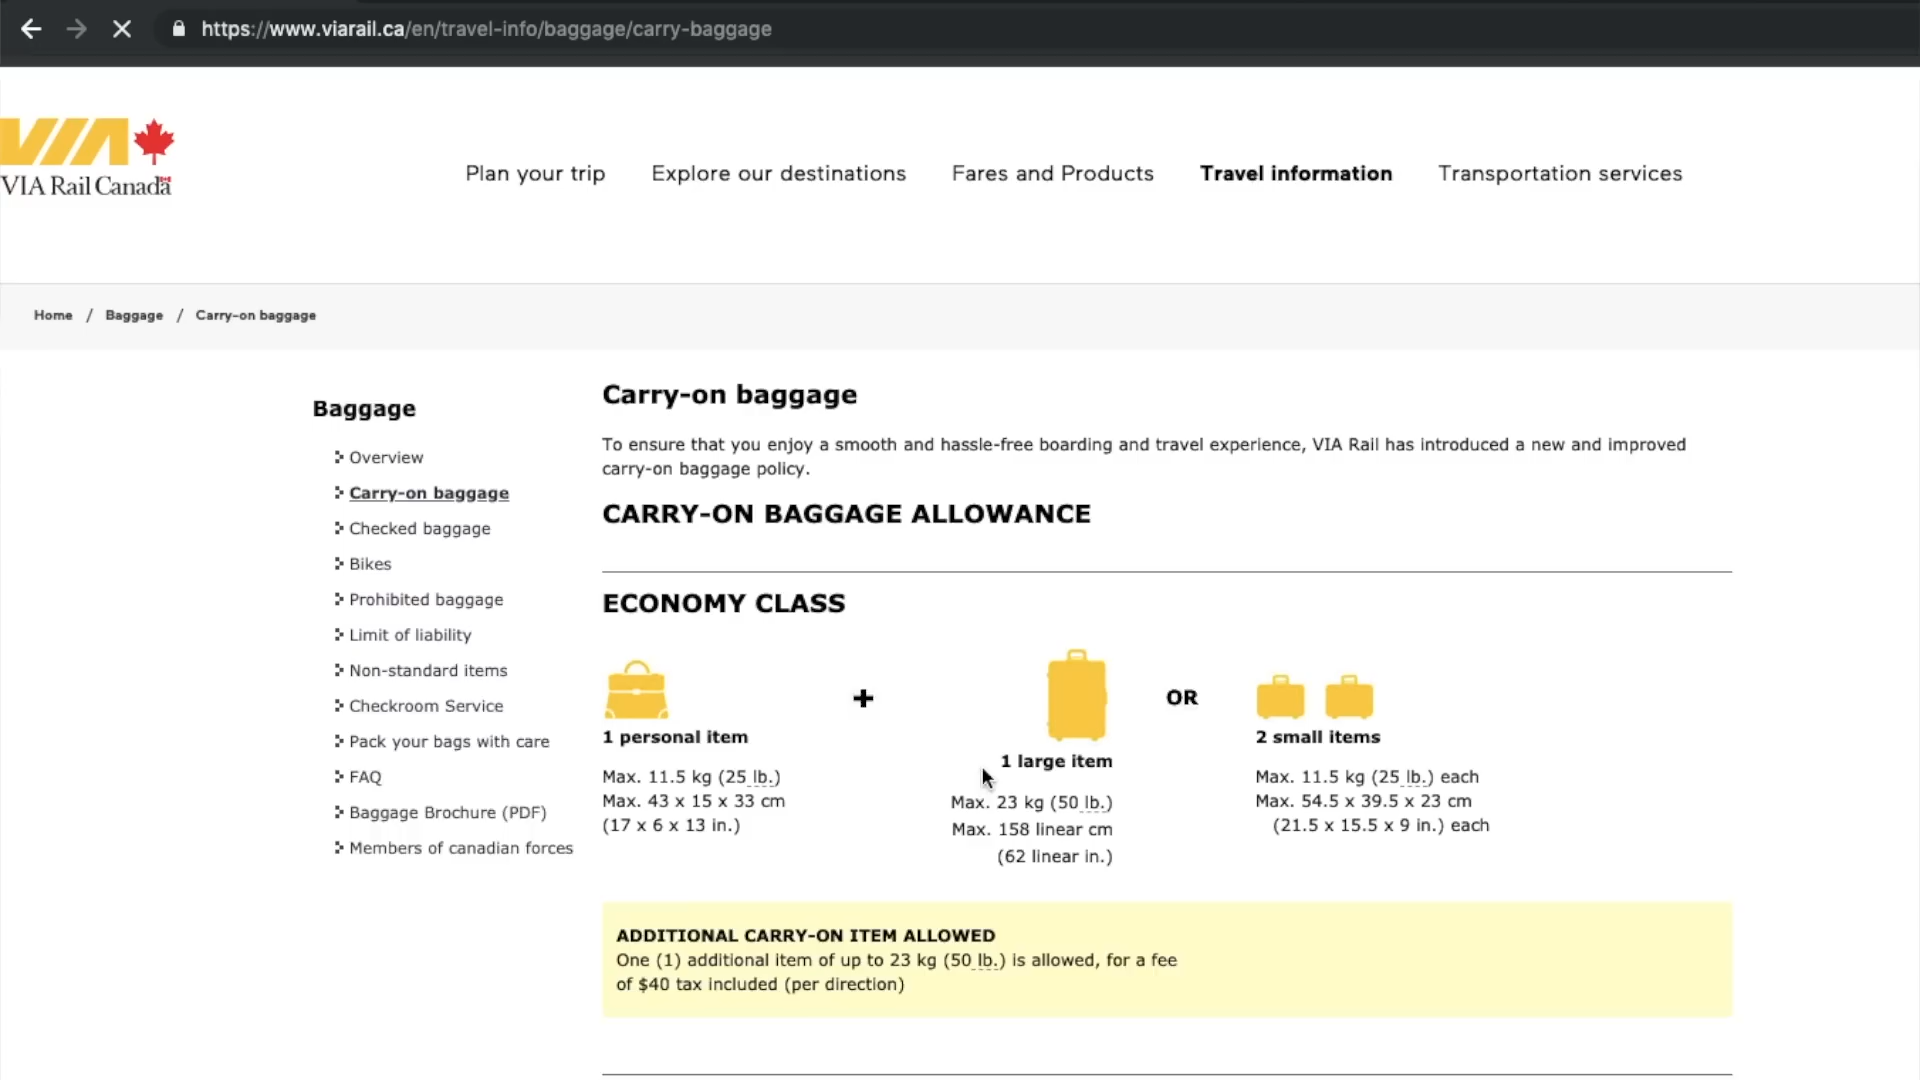 https://www.viarail.ca/en/travel-info/baggage/carry-baggage
VIA
VIA Rail Canada
Plan your trip
Explore our destinations
Fares and Products
Travel information
Transportation services
Home / Baggage / Carry-on baggage
Baggage
Overview
Carry-on baggage
Checked baggage
Bikes
Prohibited baggage
Limit of liability
Non-standard items
Checkroom Service
Pack your bags with care
FAQ
Baggage Brochure (PDF)
Members of canadian forces
Carry-on baggage
To ensure that you enjoy a smooth and hassle-free boarding and travel experience, VIA Rail has introduced a new and improved
carry-on baggage policy.
CARRY-ON BAGGAGE ALLOWANCE
ECONOMY CLASS
1 personal item
Max. 11.5 kg (25 lb.)
Max. 43 x 15 x 33 cm
(17 x 6 x 13 in.)
+
1 large item
Max. 23 kg (50 lb.)
Max. 158 linear cm
(62 linear in.)
OR
2 small items
Max. 11.5 kg (25 lb.) each
Max. 54.5 x 39.5 x 23 cm
(21.5 x 15.5 x 9 in.) each
ADDITIONAL CARRY-ON ITEM ALLOWED
One (1) additional item of up to 23 kg (50 lb.) is allowed, for a fee
of $40 tax included (per direction)